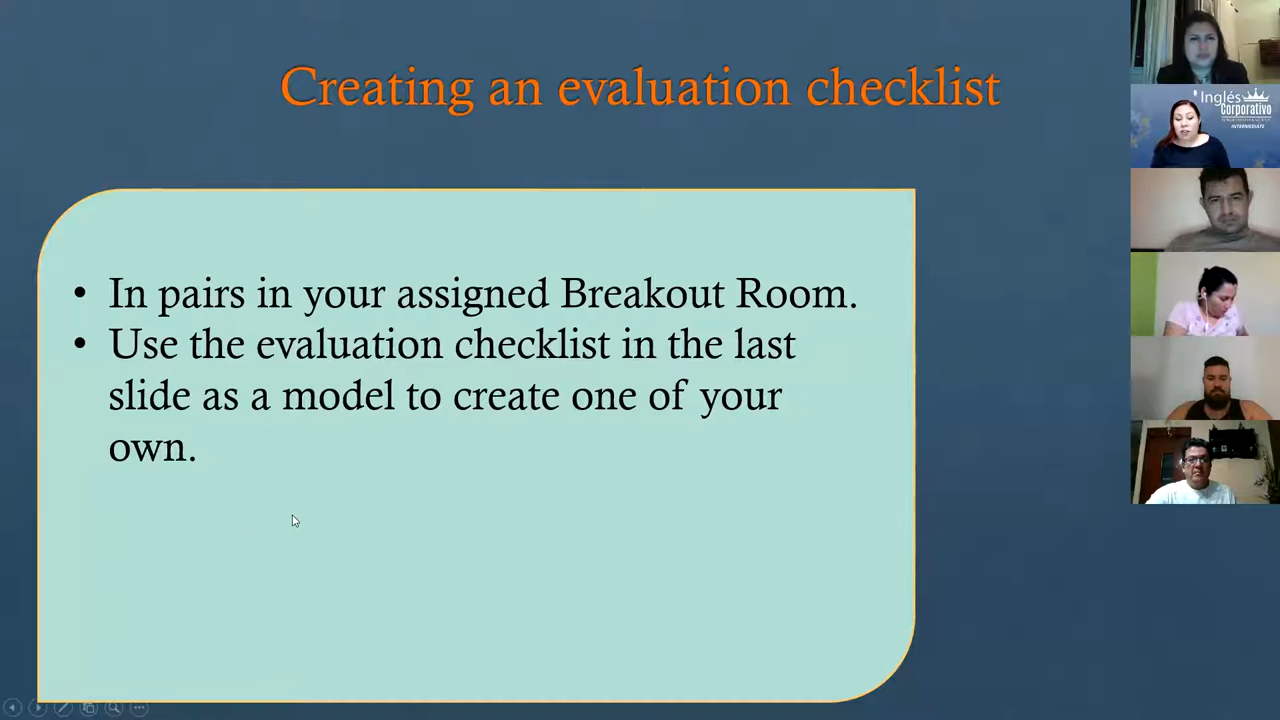 Creating an evaluation checklist
• In pairs in your assigned Breakout Room.
• Use the evaluation checklist in the last
slide as a model to create one of your
own.
Inglés
Corporativo
INTERMEDIATE